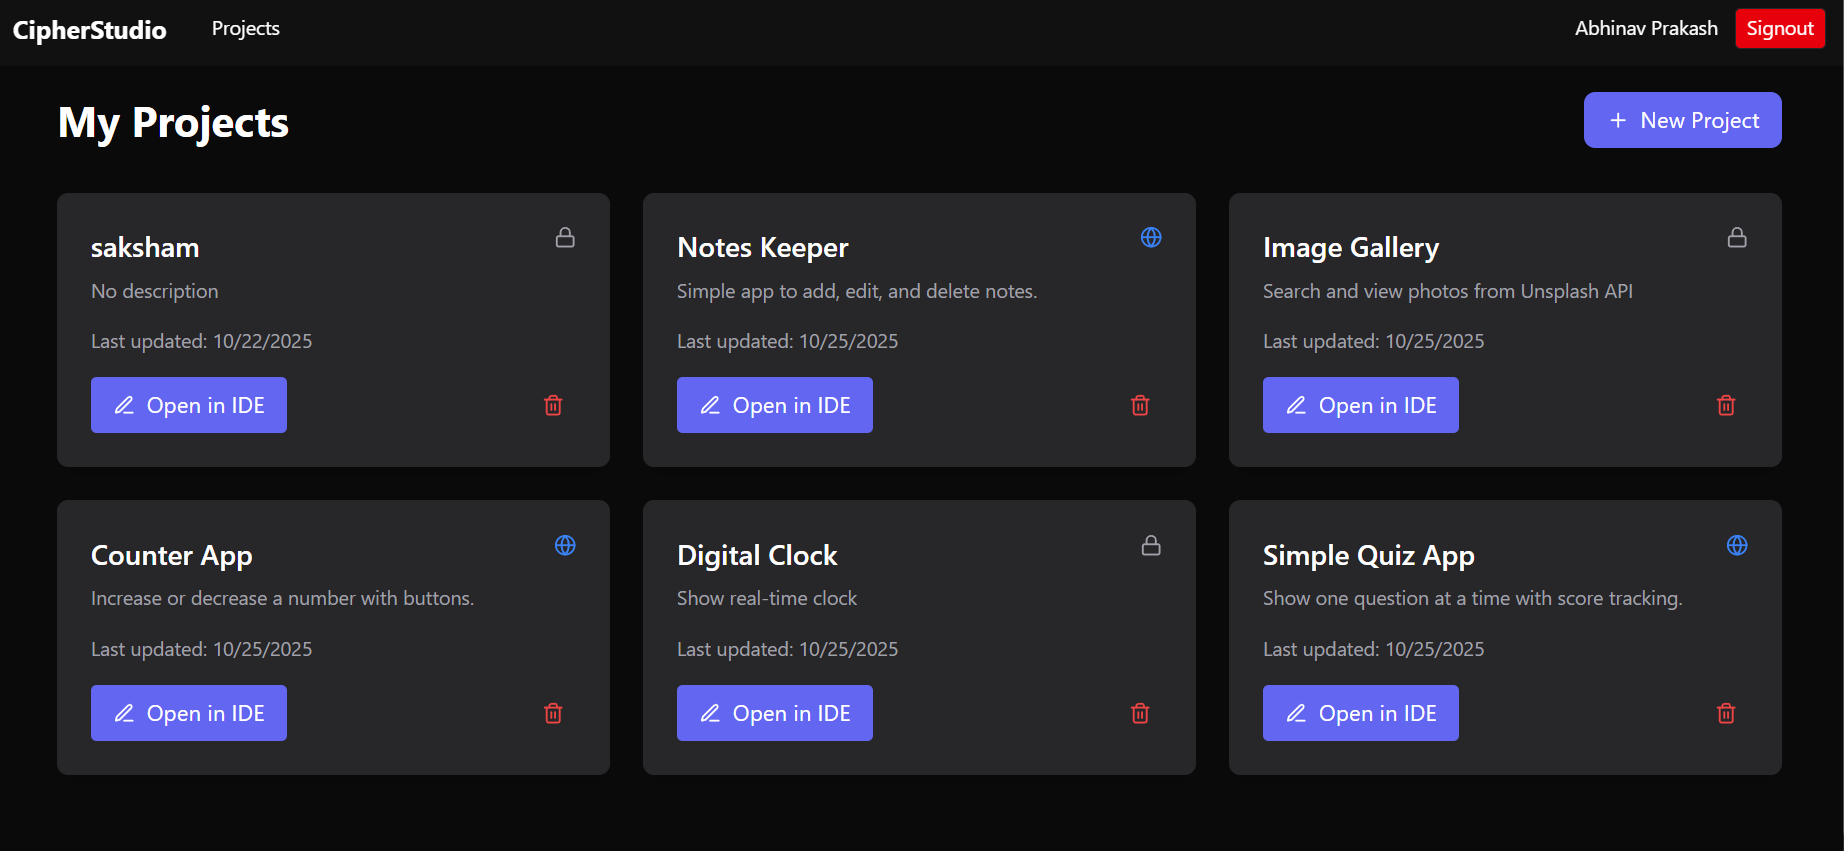 CipherStudio
Projects
Abhinav Prakash
Signout
My Projects
New Project
saksham
No description
Last updated: 10/22/2025
Open in IDE
Notes Keeper
Simple app to add, edit, and delete notes.
Last updated: 10/25/2025
Open in IDE
Image Gallery
Search and view photos from Unsplash API
Last updated: 10/25/2025
Open in IDE
Counter App
Increase or decrease a number with buttons.
Last updated: 10/25/2025
Open in IDE
Digital Clock
Show real-time clock
Last updated: 10/25/2025
Open in IDE
Simple Quiz App
Show one question at a time with score tracking.
Last updated: 10/25/2025
Open in IDE